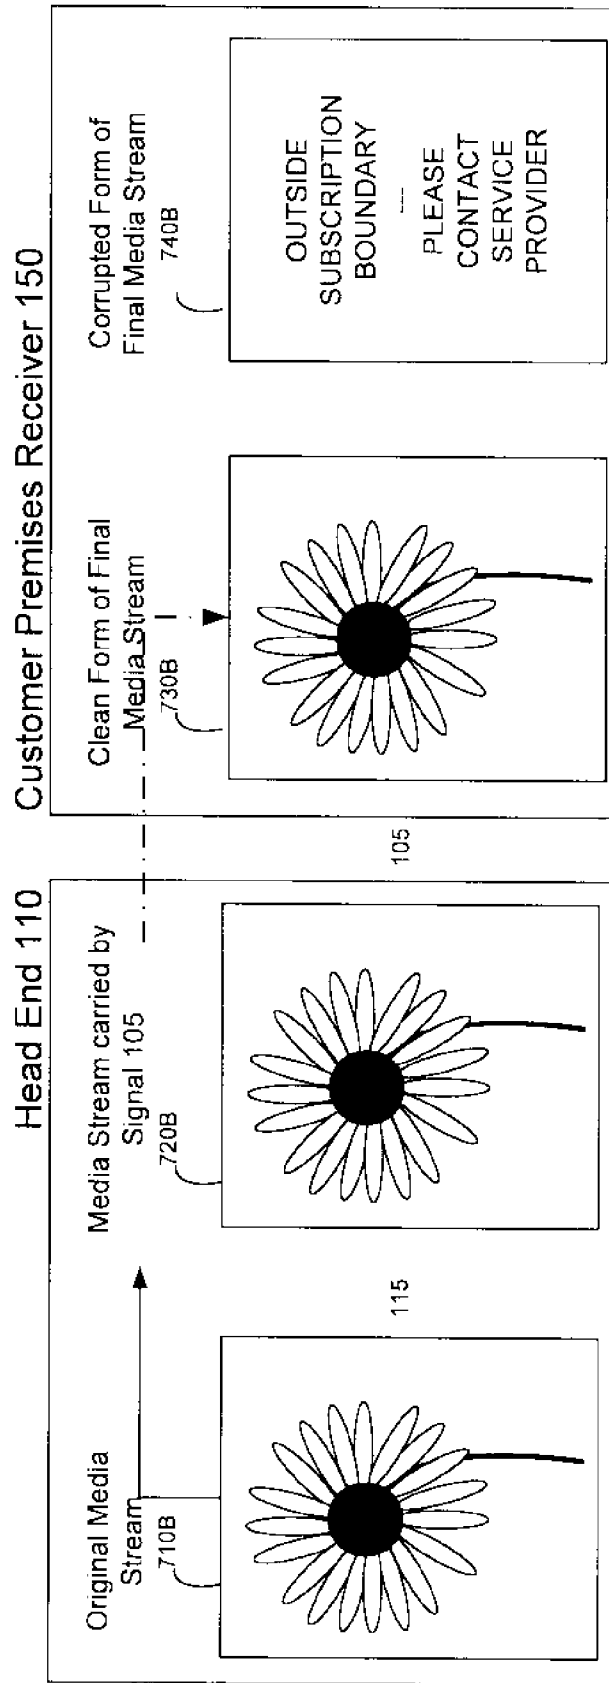 Head End 110
Customer Premises Receiver 150
Original Media
Stream
710B
115
Media Stream carried by
Signal 105
720B
105
Clean Form of Final
Media Stream
730B
Corrupted Form of
Final Media Stream
740B
OUTSIDE
SUBSCRIPTION
BOUNDARY
—
PLEASE
CONTACT
SERVICE
PROVIDER